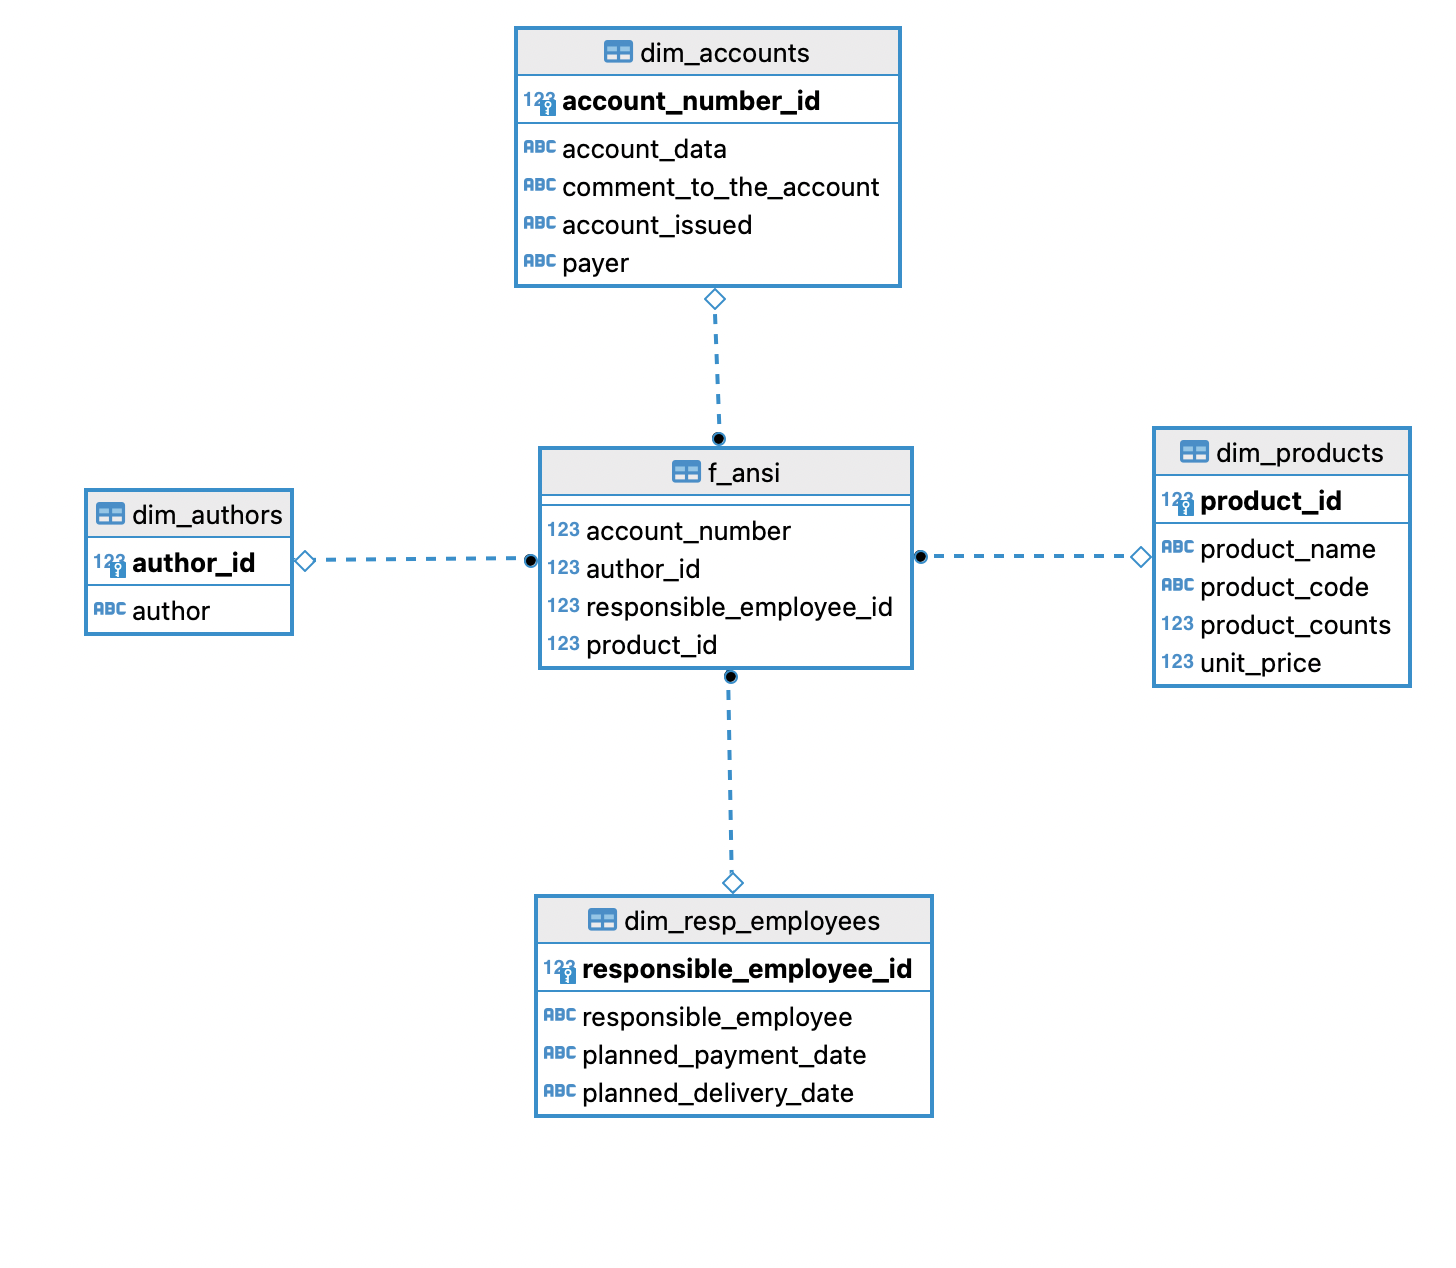 dim_accounts
123 account_number_id
ABC account_data
ABC comment_to_the_account
ABC account_issued
ABC payer
f_ansi
123 account_number
123 author_id
123 responsible_employee_id
123 product_id
dim_authors
123 author_id
ABC author
dim_products
123 product_id
ABC product_name
ABC product_code
123 product_counts
123 unit_price
dim_resp_employees
123 responsible_employee_id
ABC responsible_employee
ABC planned_payment_date
ABC planned_delivery_date